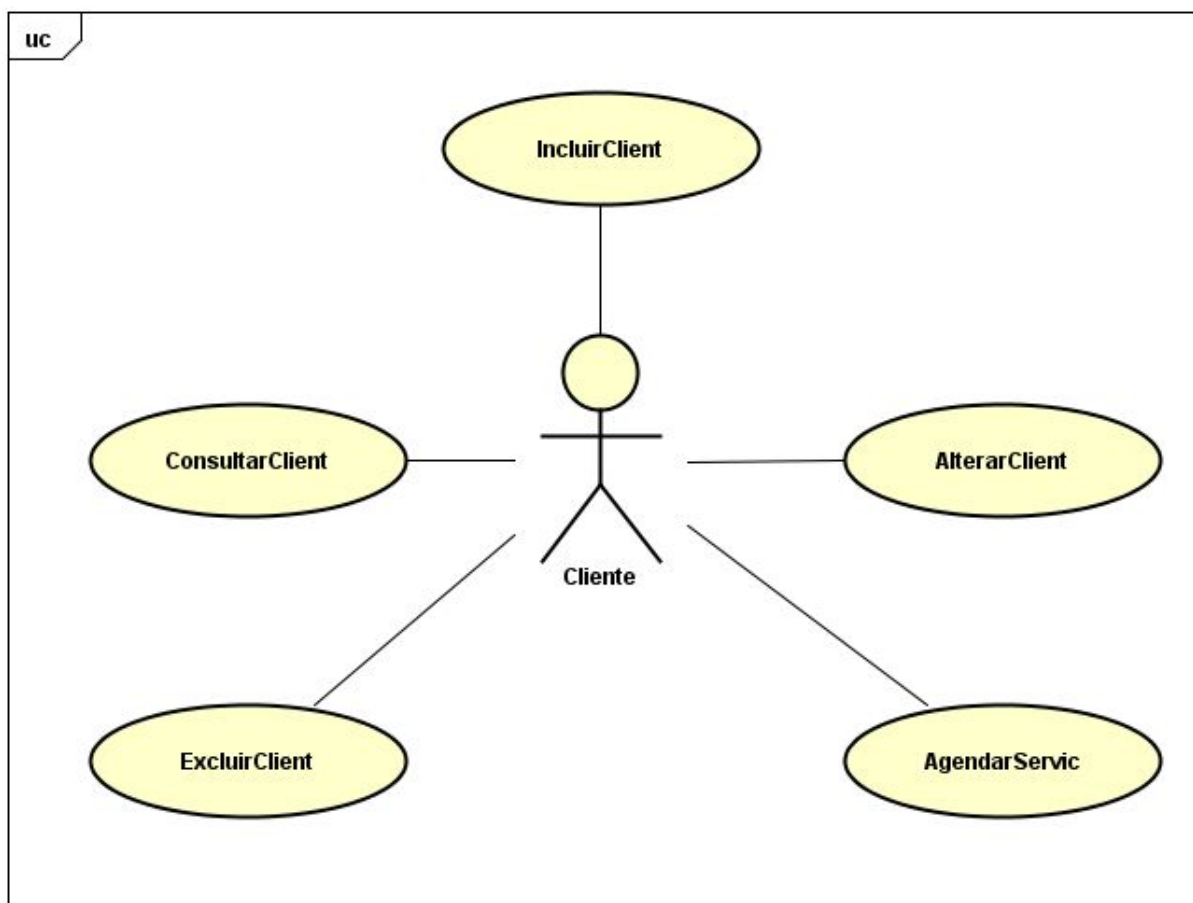 uc
IncluirClient
ConsultarClient
AlterarClient
Cliente
ExcluirClient
AgendarServic